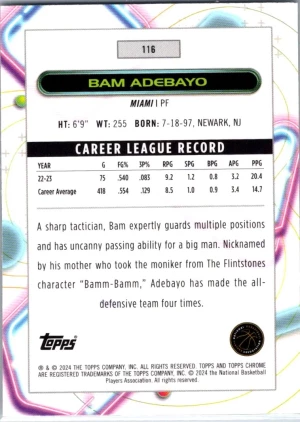 116
BAM ADEBAYO
MIAMI | PF
HT: 6'9" WT: 255 BORN: 7-18-97, NEWARK, NJ
CAREER LEAGUE RECORD
YEAR G FG% 3P% RPG SPG BPG APG PPG
22-23 75 .540 .083 9.2 1.2 0.8 3.2 20.4
Career Average 418 .554 .129 8.5 1.0 0.9 3.4 14.7
A sharp tactician, Bam expertly guards multiple positions
and has uncanny passing ability for a big man. Nicknamed
by his mother who took the moniker from The Flintstones
character “Bamm-Bamm,” Adebayo has made the all-
defensive team four times.
Topps
® & © 2024 THE TOPPS COMPANY, INC. ALL RIGHTS RESERVED. TOPPS AND TOPPS CHROME
ARE REGISTERED TRADEMARKS OF THE TOPPS COMPANY, INC. © 2024 the National Basketball
Players Association. All rights reserved.